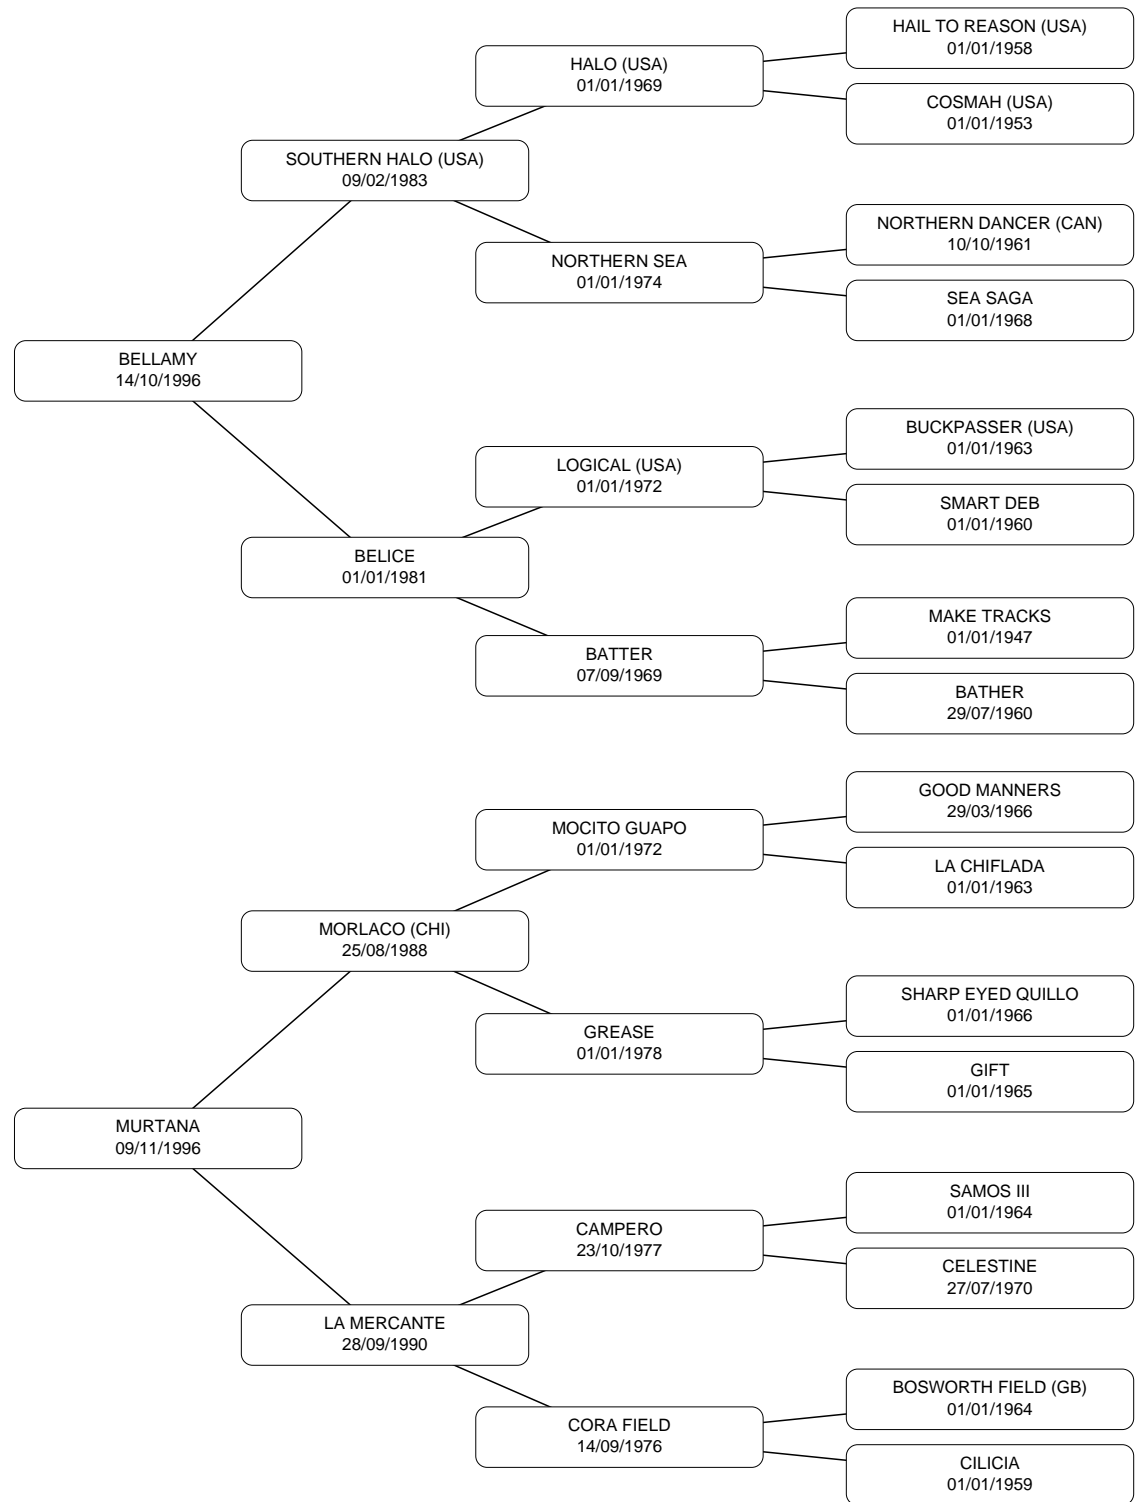 HAIL TO REASON (USA)
01/01/1958
HALO (USA)
01/01/1969
COSMAH (USA)
01/01/1953
SOUTHERN HALO (USA)
09/02/1983
NORTHERN DANCER (CAN)
10/10/1961
NORTHERN SEA
01/01/1974
SEA SAGA
01/01/1968
BELLAMY
14/10/1996
BUCKPASSER (USA)
01/01/1963
LOGICAL (USA)
01/01/1972
SMART DEB
01/01/1960
BELICE
01/01/1981
MAKE TRACKS
01/01/1947
BATTER
07/09/1969
BATHER
29/07/1960
GOOD MANNERS
29/03/1966
MOCITO GUAPO
01/01/1972
LA CHIFLADA
01/01/1963
MORLACO (CHI)
25/08/1988
SHARP EYED QUILLO
01/01/1966
GREASE
01/01/1978
GIFT
01/01/1965
MURTANA
09/11/1996
SAMOS III
01/01/1964
CAMPERO
23/10/1977
CELESTINE
27/07/1970
LA MERCANTE
28/09/1990
BOSWORTH FIELD (GB)
01/01/1964
CORA FIELD
14/09/1976
CILICIA
01/01/1959